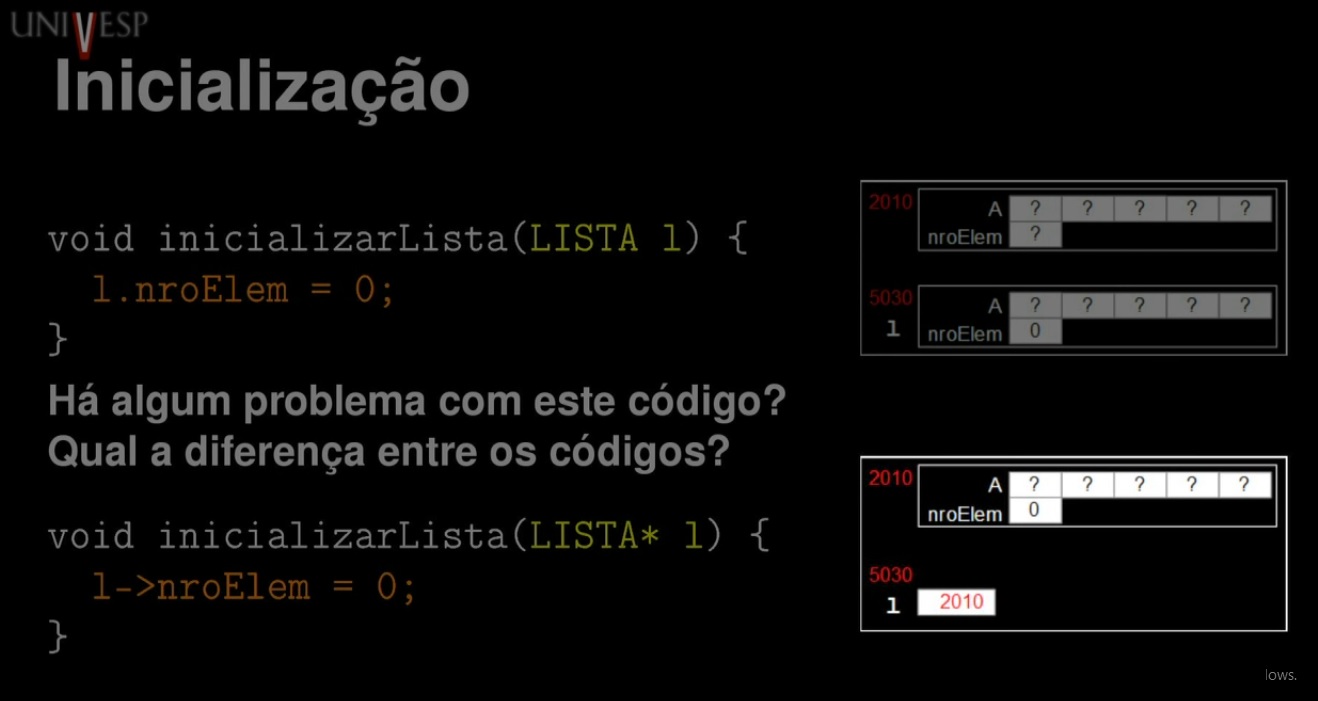 UNIVESP
Inicialização
void inicializarLista(LISTA l) {
l.nroElem = 0;
}
Há algum problema com este código?
Qual a diferença entre os códigos?
void inicializarLista(LISTA* l) {
l->nroElem = 0;
}
2010
A ? ? ? ? ?
nroElem ?
5030
A ? ? ? ? ?
l
nroElem 0
2010
A ? ? ? ? ?
nroElem 0
5030
l 2010
lows.